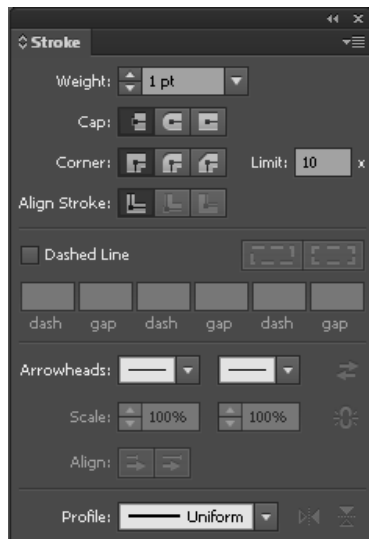 Stroke
Weight: 1 pt
Cap:
Corner: Limit: 10 x
Align Stroke:
Dashed Line
dash gap dash gap dash gap
Arrowheads:
Scale: 100% 100%
Align:
Profile: Uniform